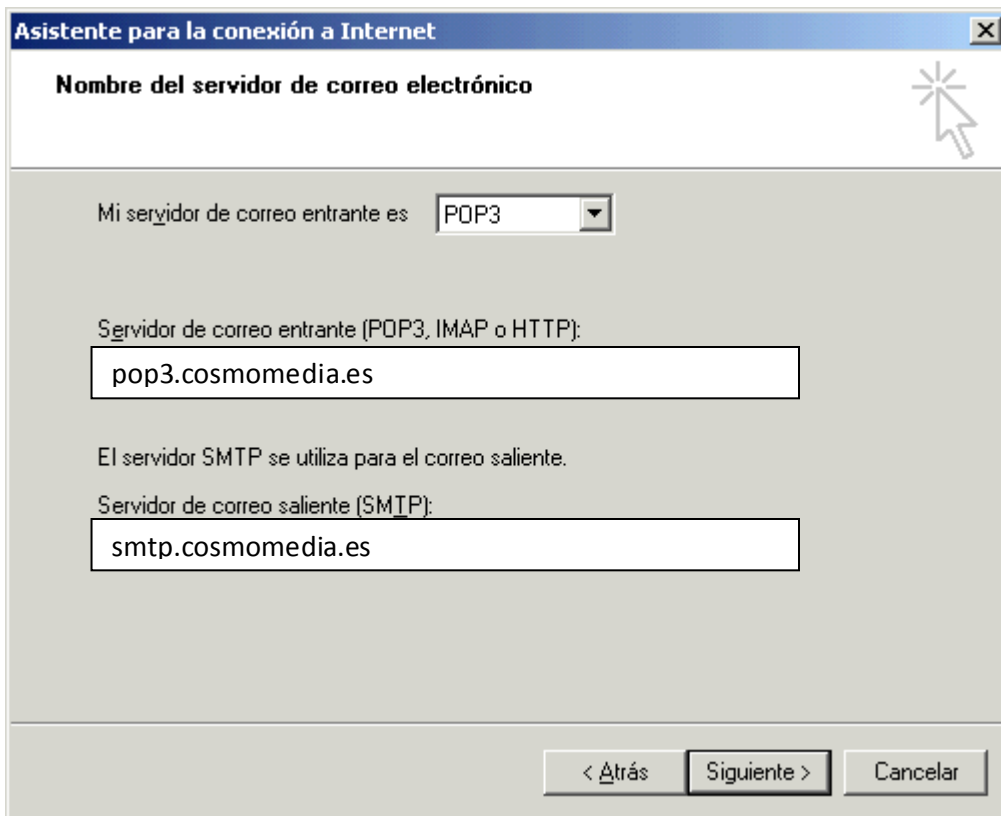 Asistente para la conexión a Internet
Nombre del servidor de correo electrónico
Mi servidor de correo entrante es POP3
Servidor de correo entrante (POP3, IMAP o HTTP):
pop3.cosmomedia.es
El servidor SMTP se utiliza para el correo saliente.
Servidor de correo saliente (SMTP):
smtp.cosmomedia.es
< Atrás Siguiente > Cancelar